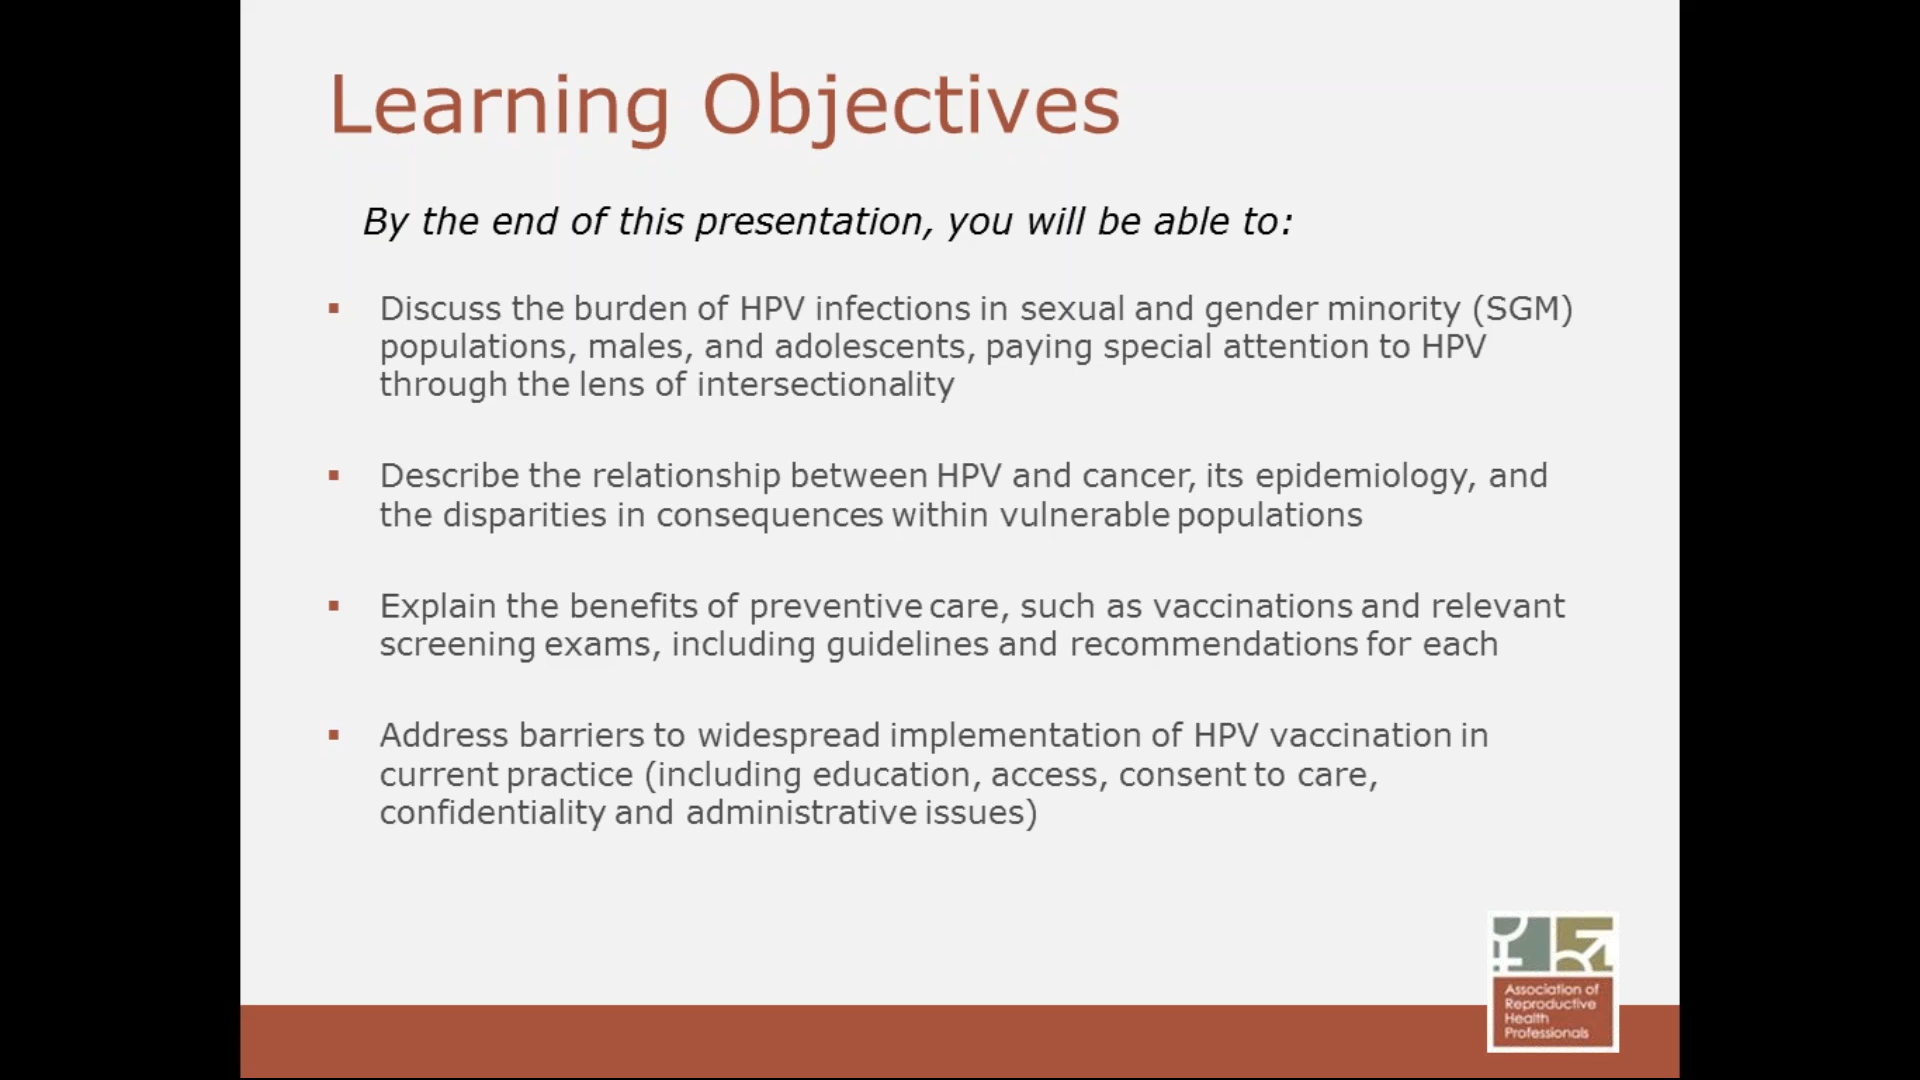 Learning Objectives
By the end of this presentation, you will be able to:
▪ Discuss the burden of HPV infections in sexual and gender minority (SGM)
populations, males, and adolescents, paying special attention to HPV
through the lens of intersectionality
▪ Describe the relationship between HPV and cancer, its epidemiology, and
the disparities in consequences within vulnerable populations
▪ Explain the benefits of preventive care, such as vaccinations and relevant
screening exams, including guidelines and recommendations for each
▪ Address barriers to widespread implementation of HPV vaccination in
current practice (including education, access, consent to care,
confidentiality and administrative issues)
Association of
Reproductive
Health
Professionals